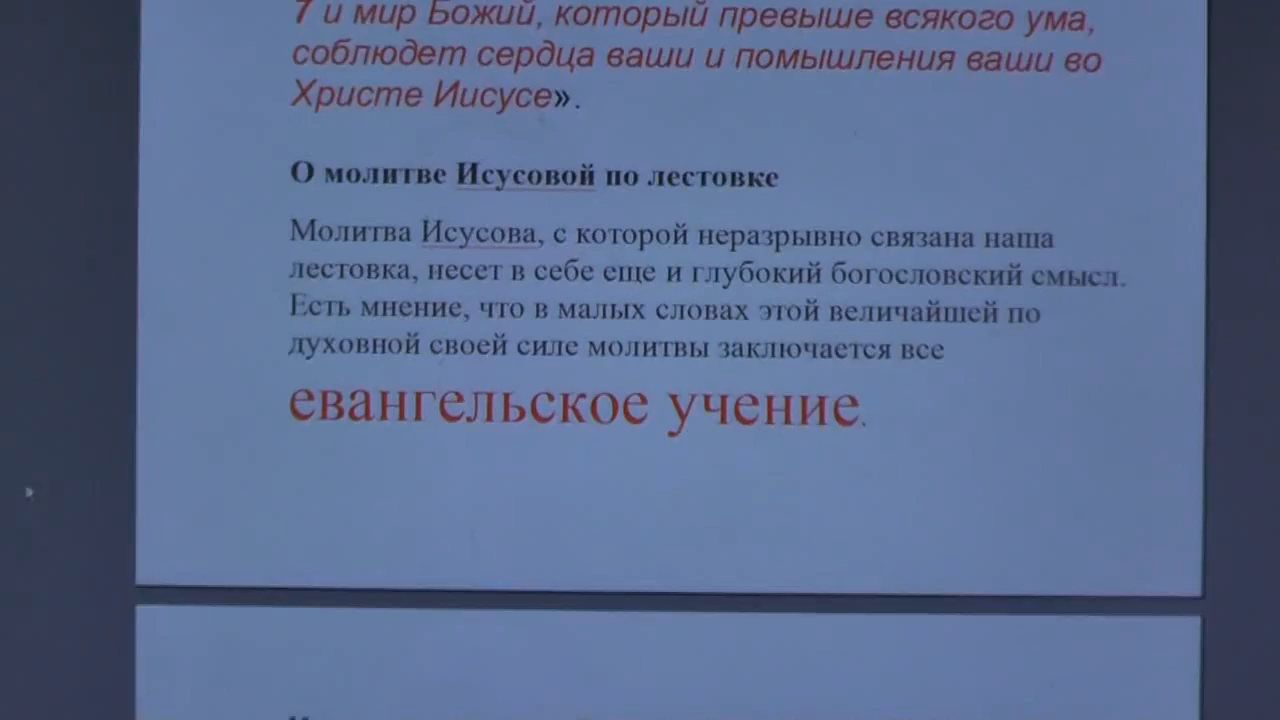 7 и мир Божий, который превыше всякого ума,
соблюдет сердца ваши и помышления ваши во
Христе Иисусе».
О молитве Исусовой по лестовке
Молитва Исусова, с которой неразрывно связана наша
лестовка, несет в себе еще и глубокий богословский смысл.
Есть мнение, что в малых словах этой величайшей по
духовной своей силе молитвы заключается все
евангельское учение.